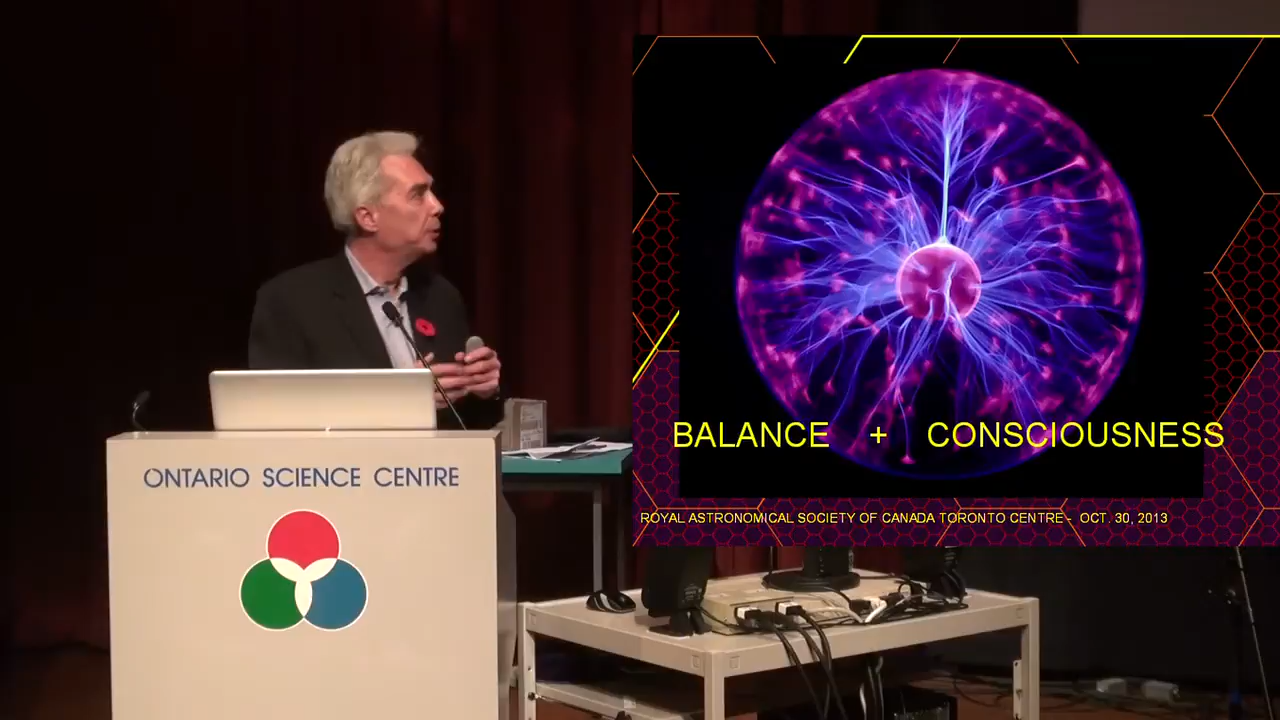 ONTARIO SCIENCE CENTRE
BALANCE + CONSCIOUSNESS
ROYAL ASTRONOMICAL SOCIETY OF CANADA TORONTO CENTRE - OCT. 30, 2013